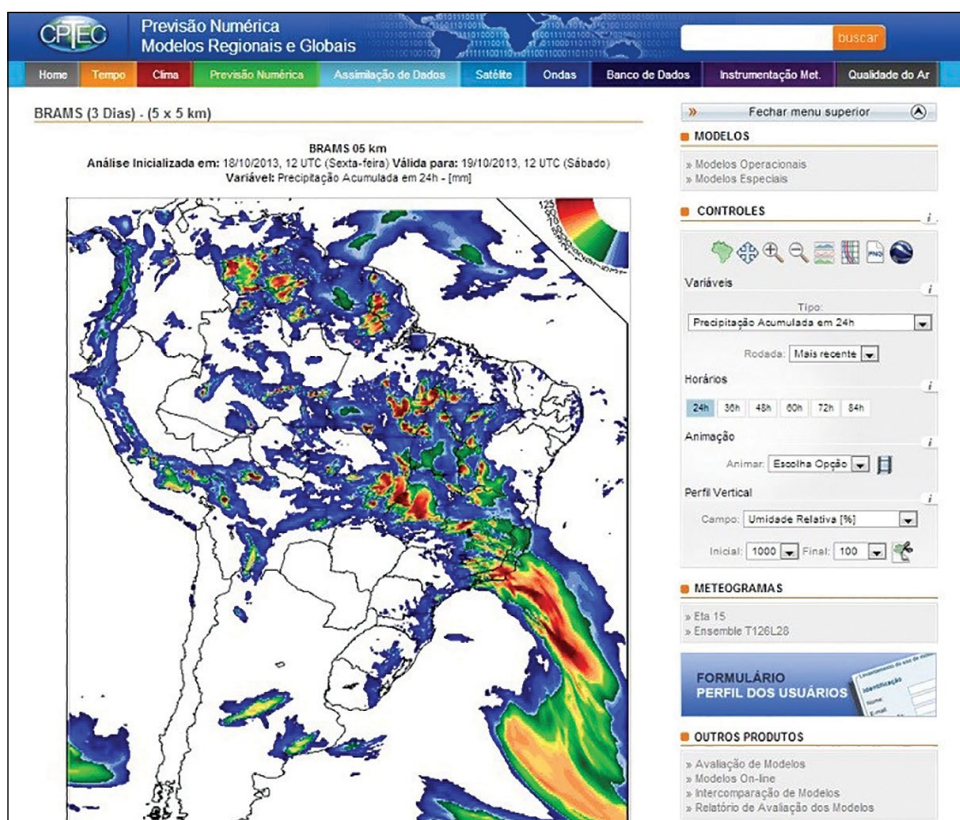 CPTEC
Previsão Numérica
Modelos Regionais e Globais
buscar
Home Tempo Clima Previsão Numérica Assimilação de Dados Satélite Ondas Banco de Dados Instrumentação Met. Qualidade do Ar
BRAMS (3 Dias) - (5 x 5 km)
BRAMS 05 km
Análise Inicializada em: 18/10/2013, 12 UTC (Sexta-feira) Válida para: 19/10/2013, 12 UTC (Sábado)
Variável: Precipitação Acumulada em 24h - [mm]
Fechar menu superior
MODELOS
» Modelos Operacionais
» Modelos Especiais
CONTROLES
i
PNG
Variáveis
i
Tipo:
Precipitação Acumulada em 24h
Rodada: Mais recente
Horários
i
24h 36h 48h 60h 72h 84h
Animação
i
Animar: Escolha Opção
Perfil Vertical
i
Campo: Umidade Relativa [%]
Inicial: 1000 Final: 100
METEOGRAMAS
» Eta 15
» Ensemble T126L28
FORMULÁRIO
PERFIL DOS USUÁRIOS
Identificação
Nome:
E-mail
OUTROS PRODUTOS
» Avaliação de Modelos
» Modelos On-line
» Intercomparação de Modelos
» Relatório de Avaliação dos Modelos